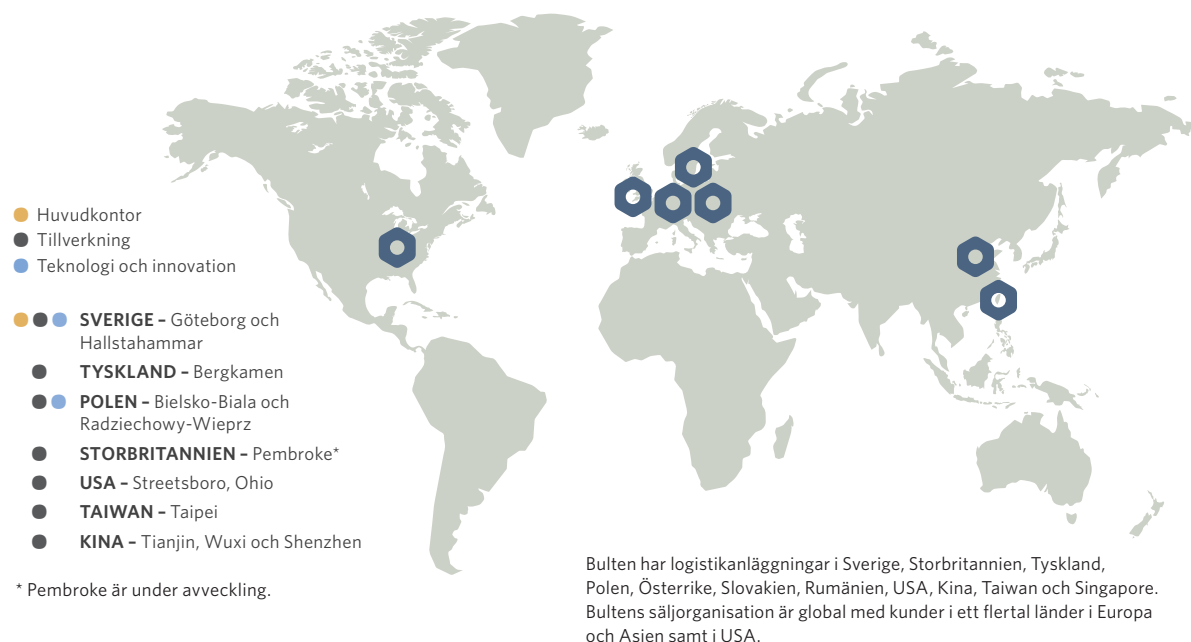 Huvudkontor
Tillverkning
Teknologi och innovation
SVERIGE – Göteborg och
Hallstahammar
TYSKLAND – Bergkamen
POLEN – Bielsko-Biala och
Radziechowy-Wieprz
STORBRITANNIEN – Pembroke*
USA – Streetsboro, Ohio
TAIWAN – Taipei
KINA – Tianjin, Wuxi och Shenzhen
* Pembroke är under avveckling.
Bulten har logistikanläggningar i Sverige, Storbritannien, Tyskland,
Polen, Österrike, Slovakien, Rumänien, USA, Kina, Taiwan och Singapore.
Bultens säljorganisation är global med kunder i ett flertal länder i Europa
och Asien samt i USA.